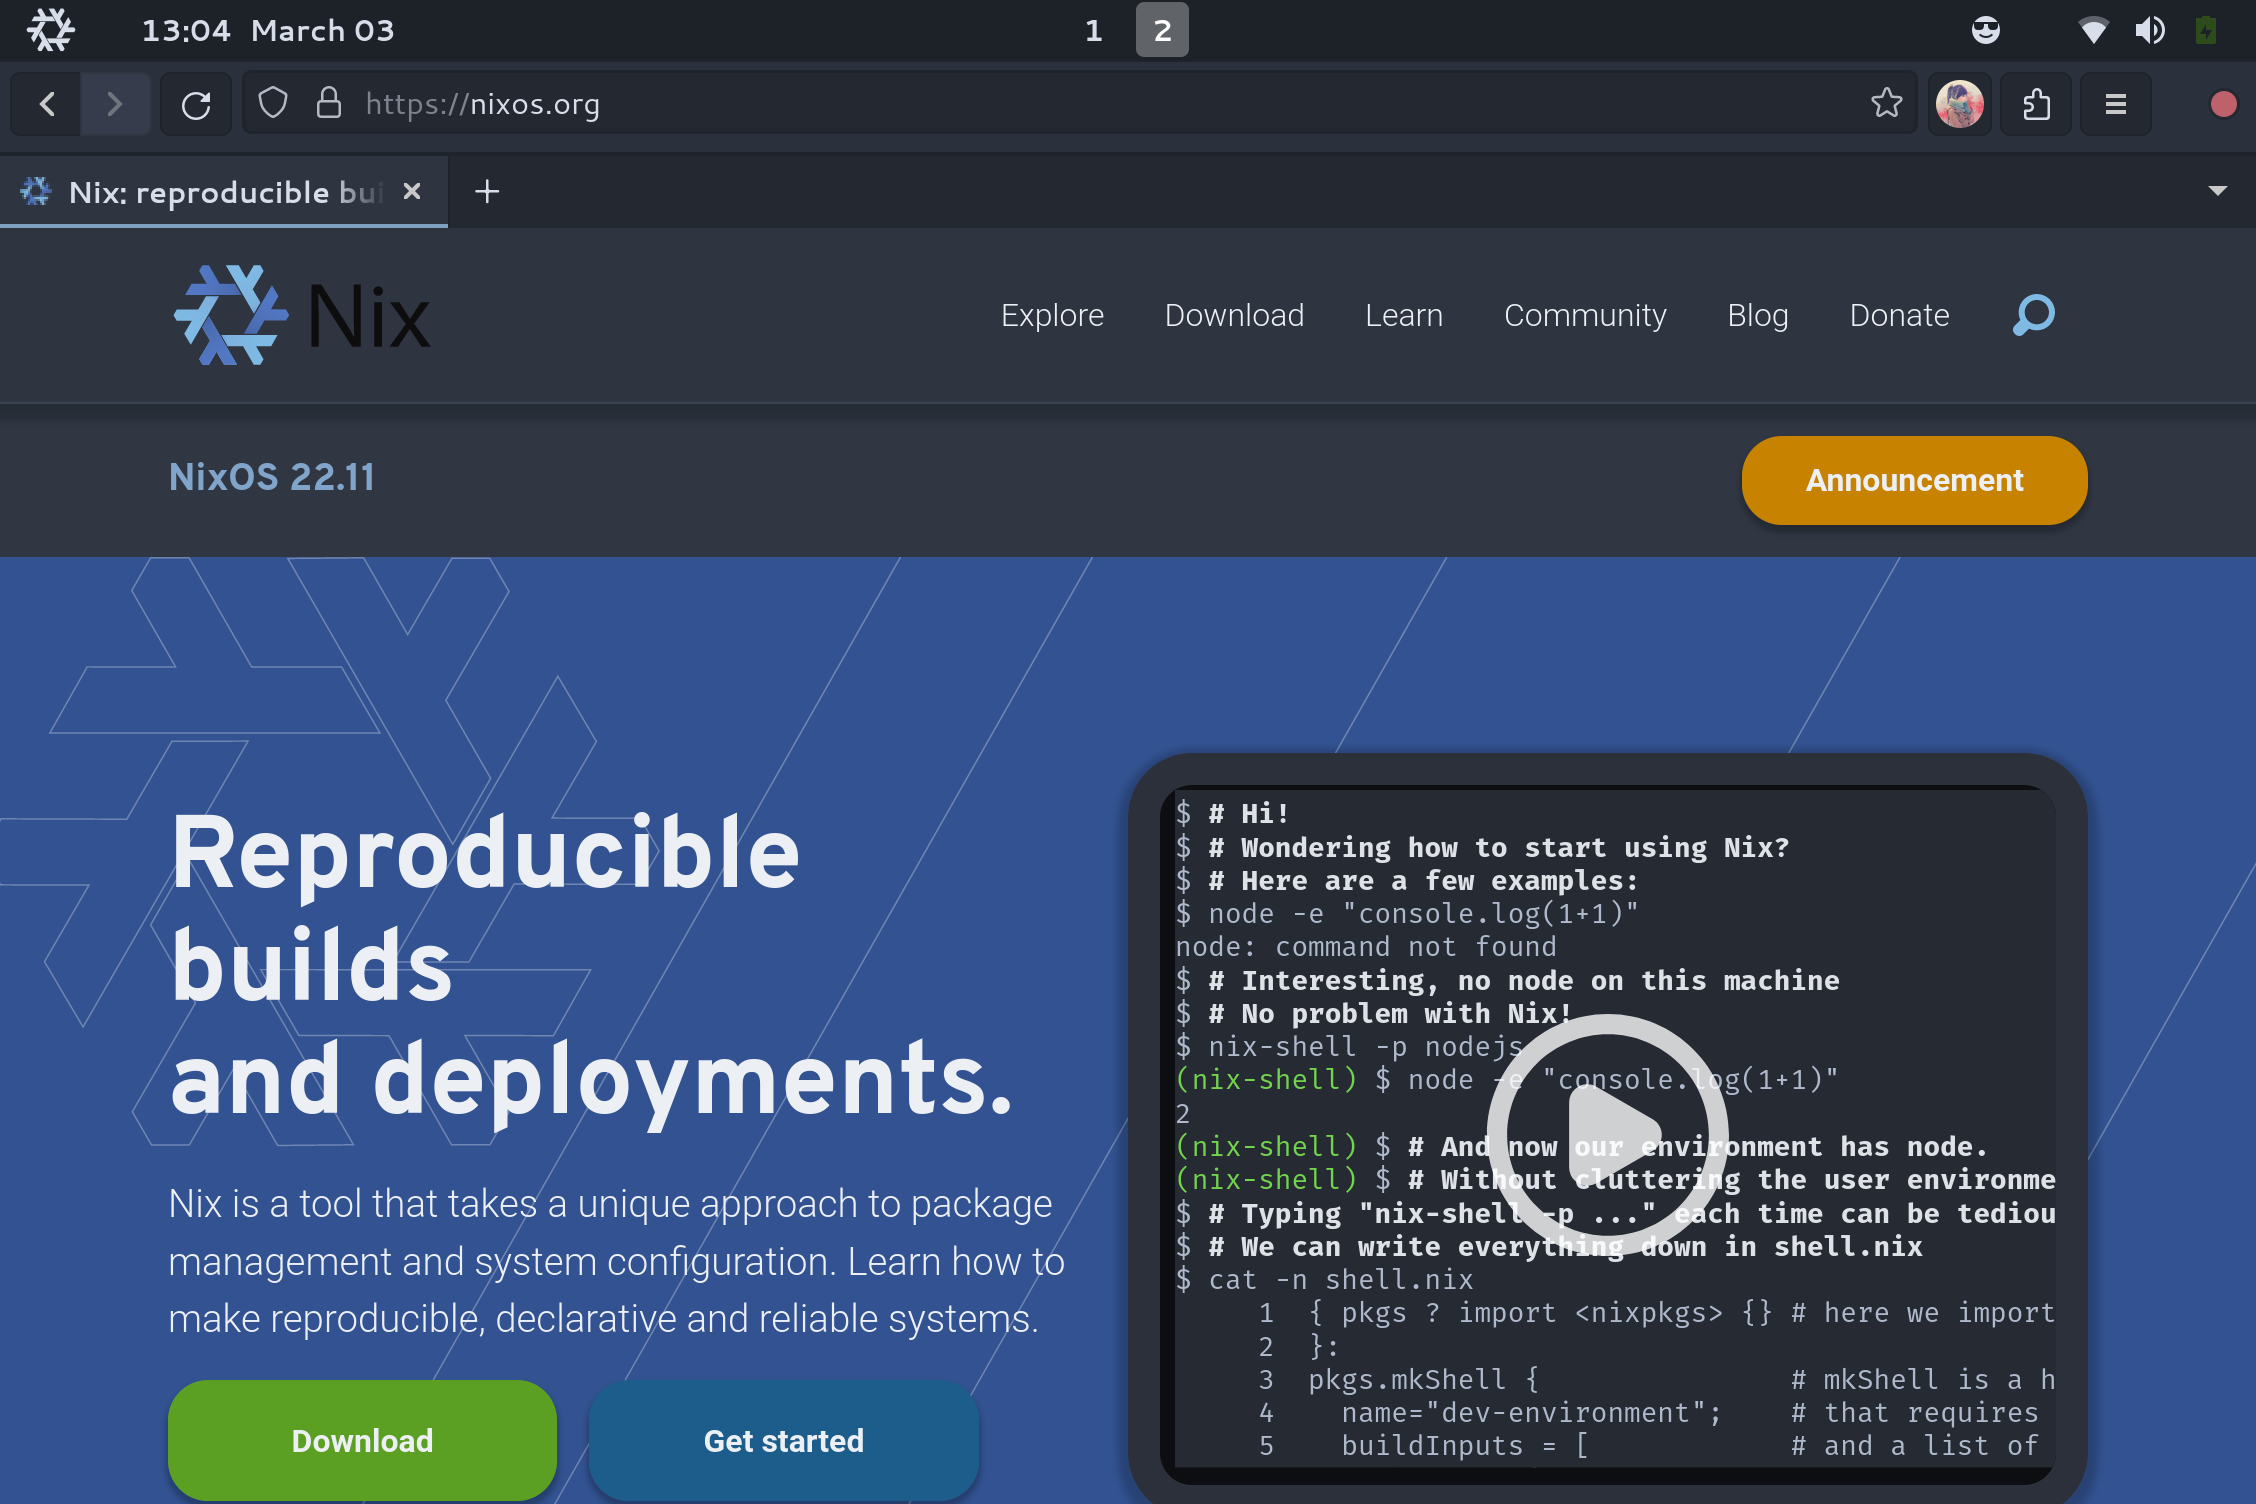 13:04 March 03
1 2
https://nixos.org
Nix: reproducible bui
Nix
Explore Download Learn Community Blog Donate
NixOS 22.11
Announcement
Reproducible
builds
and deployments.
Nix is a tool that takes a unique approach to package
management and system configuration. Learn how to
make reproducible, declarative and reliable systems.
Download
Get started
$ # Hi!
$ # Wondering how to start using Nix?
$ # Here are a few examples:
$ node -e "console.log(1+1)"
node: command not found
$ # Interesting, no node on this machine
$ # No problem with Nix!
$ nix-shell -p nodejs
(nix-shell) $ node -e "console.log(1+1)"
2
(nix-shell) $ # And now our environment has node.
(nix-shell) $ # Without cluttering the user environme
$ # Typing "nix-shell -p ..." each time can be tediou
$ # We can write everything down in shell.nix
$ cat -n shell.nix
1 { pkgs ? import <nixpkgs> {} # here we import
2 }:
3 pkgs.mkShell { # mkShell is a h
4 name="dev-environment"; # that requires
5 buildInputs = [ # and a list of